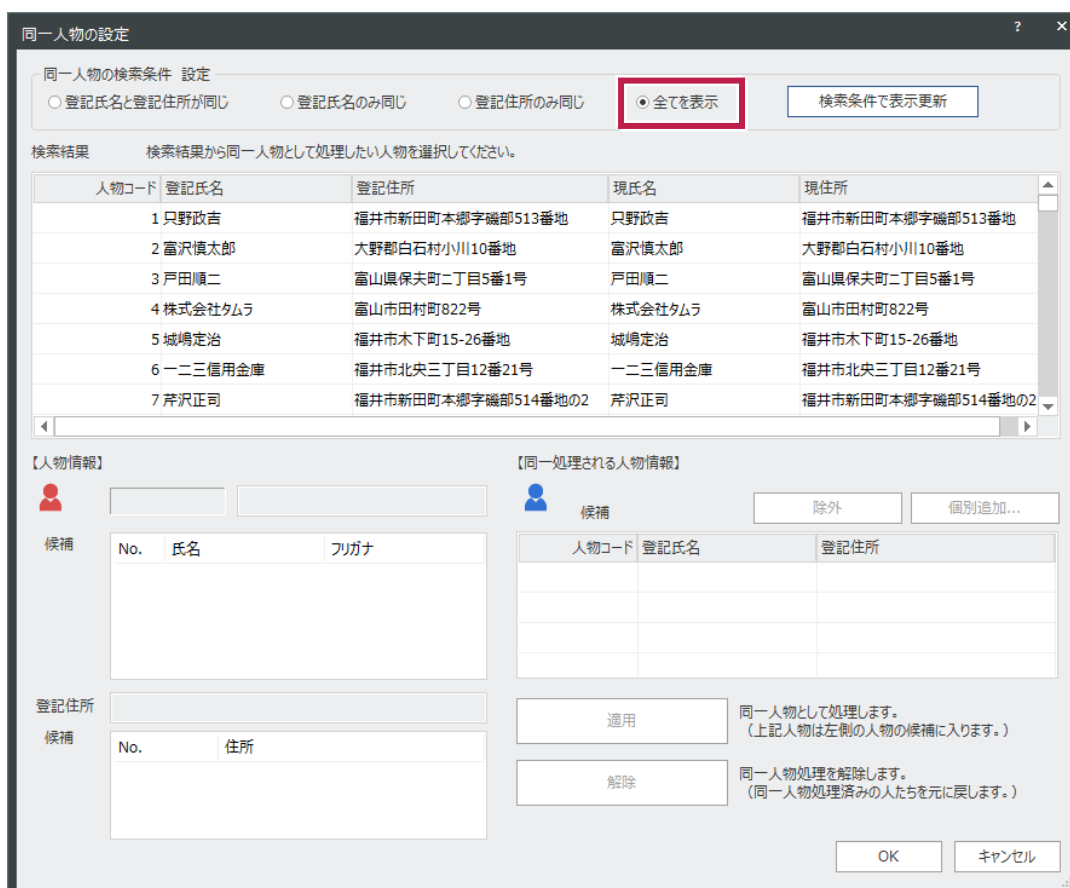 同一人物の設定 ? ×
同一人物の検索条件 設定
登記氏名と登記住所が同じ 登記氏名のみ同じ 登記住所のみ同じ 全てを表示 検索条件で表示更新
検索結果 検索結果から同一人物として処理したい人物を選択してください。
人物コード 登記氏名 登記住所 現氏名 現住所
1 只野政吉 福井市新田町本郷字磯部513番地 只野政吉 福井市新田町本郷字磯部513番地
2 富沢慎太郎 大野郡白石村小川10番地 富沢慎太郎 大野郡白石村小川10番地
3 戸田順二 富山県保夫町二丁目5番1号 戸田順二 富山県保夫町二丁目5番1号
4 株式会社タムラ 富山市田村町822号 株式会社タムラ 富山市田村町822号
5 城嶋定治 福井市木下町15-26番地 城嶋定治 福井市木下町15-26番地
6 一二三信用金庫 福井市北央三丁目12番21号 一二三信用金庫 福井市北央三丁目12番21号
7 芹沢正司 福井市新田町本郷字磯部514番地の2 芹沢正司 福井市新田町本郷字磯部514番地の2
【人物情報】 【同一処理される人物情報】
候補 除外 個別追加...
候補 No. 氏名 フリガナ 人物コード 登記氏名 登記住所
登記住所
候補 No. 住所
適用 同一人物として処理します。
（上記人物は左側の人物の候補に入ります。）
解除 同一人物処理を解除します。
（同一人物処理済みの人たちを元に戻します。）
OK キャンセル